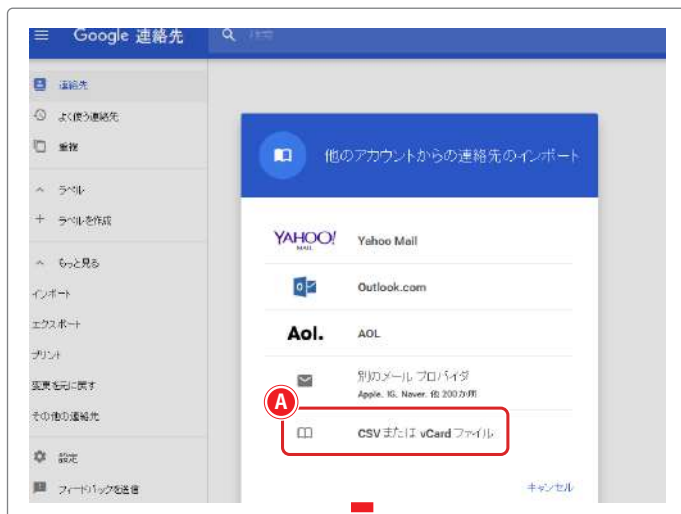 Google 連絡先
検索
連絡先
よく使う連絡先
重複
ラベル
ラベルを作成
もっと見る
インポート
エクスポート
プリント
変更を元に戻す
その他の連絡先
設定
フィードバックを送信
他のアカウントからの連絡先のインポート
YAHOO!
MAIL
Yahoo Mail
Outlook.com
Aol.
AOL
別のメール プロバイダ
Apple、IG、Naver、他 200 か所
A
CSV または vCard ファイル
キャンセル